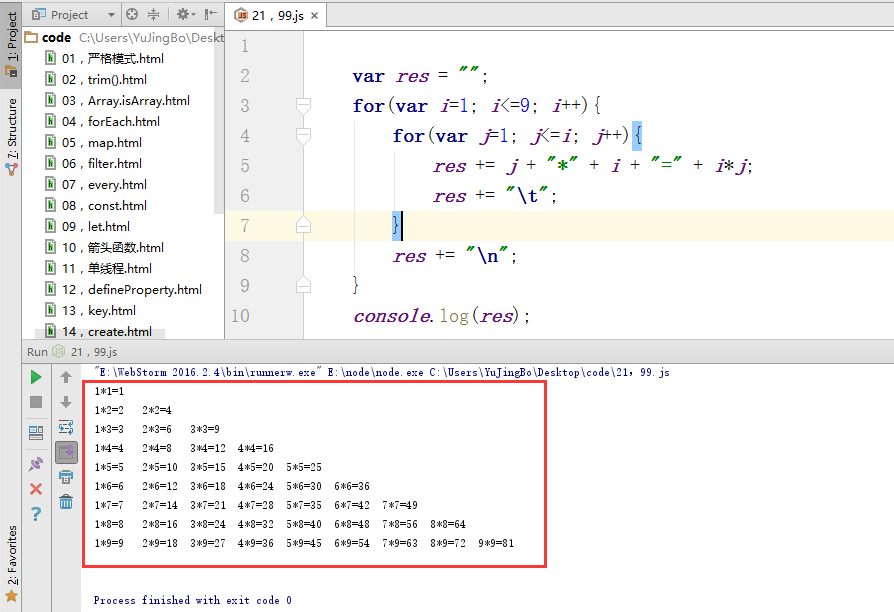 Project
21，99.js
1: Project
7: Structure
2: Favorites
code C:\Users\YuJingBo\Deskt
01，严格模式.html
02，trim().html
03，Array.isArray.html
04，forEach.html
05，map.html
06，filter.html
07，every.html
08，const.html
09，let.html
10，箭头函数.html
11，单线程.html
12，defineProperty.html
13，key.html
14，create.html
1
2 var res = "";
3 for(var i=1; i<=9; i++){
4 for(var j=1; j<=i; j++){
5 res += j + "*" + i + "=" + i*j;
6 res += "\t";
7 }
8 res += "\n";
9 }
10 console.log(res);
Run 21，99.js
"E:\WebStorm 2016.2.4\bin\runnerw.exe" E:\node\node.exe C:\Users\YuJingBo\Desktop\code\21，99.js
1*1=1
1*2=2 2*2=4
1*3=3 2*3=6 3*3=9
1*4=4 2*4=8 3*4=12 4*4=16
1*5=5 2*5=10 3*5=15 4*5=20 5*5=25
1*6=6 2*6=12 3*6=18 4*6=24 5*6=30 6*6=36
1*7=7 2*7=14 3*7=21 4*7=28 5*7=35 6*7=42 7*7=49
1*8=8 2*8=16 3*8=24 4*8=32 5*8=40 6*8=48 7*8=56 8*8=64
1*9=9 2*9=18 3*9=27 4*9=36 5*9=45 6*9=54 7*9=63 8*9=72 9*9=81
Process finished with exit code 0